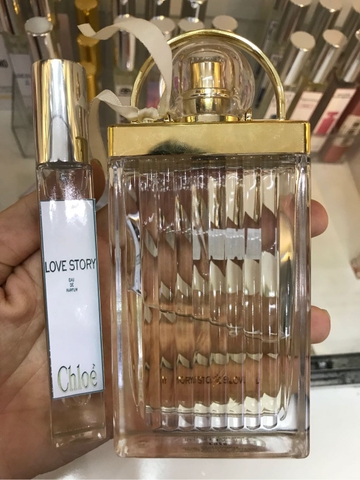 LOVE STORY
EAU
DE
PARFUM
Chloé